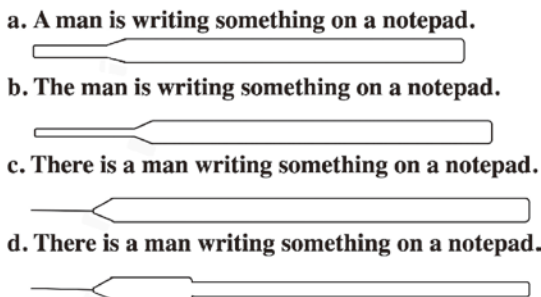 a. A man is writing something on a notepad.
b. The man is writing something on a notepad.
c. There is a man writing something on a notepad.
d. There is a man writing something on a notepad.